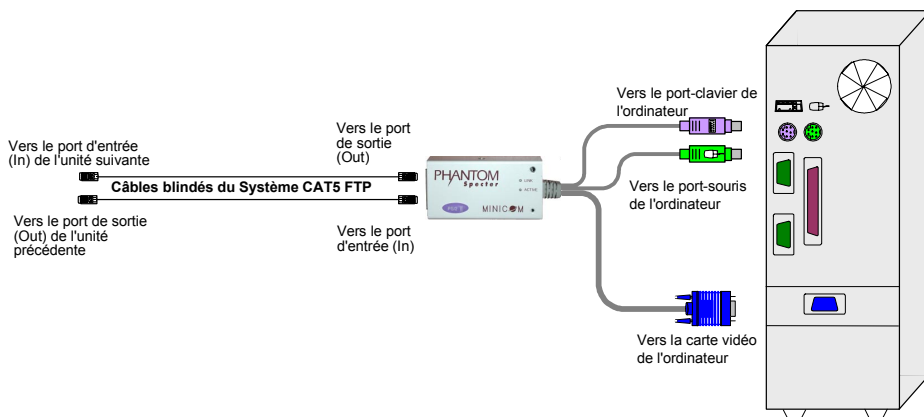 Vers le port d'entrée
(In) de l'unité suivante
Vers le port
de sortie
(Out)
Câbles blindés du Système CAT5 FTP
Vers le port de sortie
(Out) de l'unité
précédente
Vers le port
d'entrée (In)
PHANTOM
Specter
LINK
ACTIVE
MINICOM
Vers le port-clavier de
l'ordinateur
Vers le port-souris
de l'ordinateur
Vers la carte vidéo
de l'ordinateur